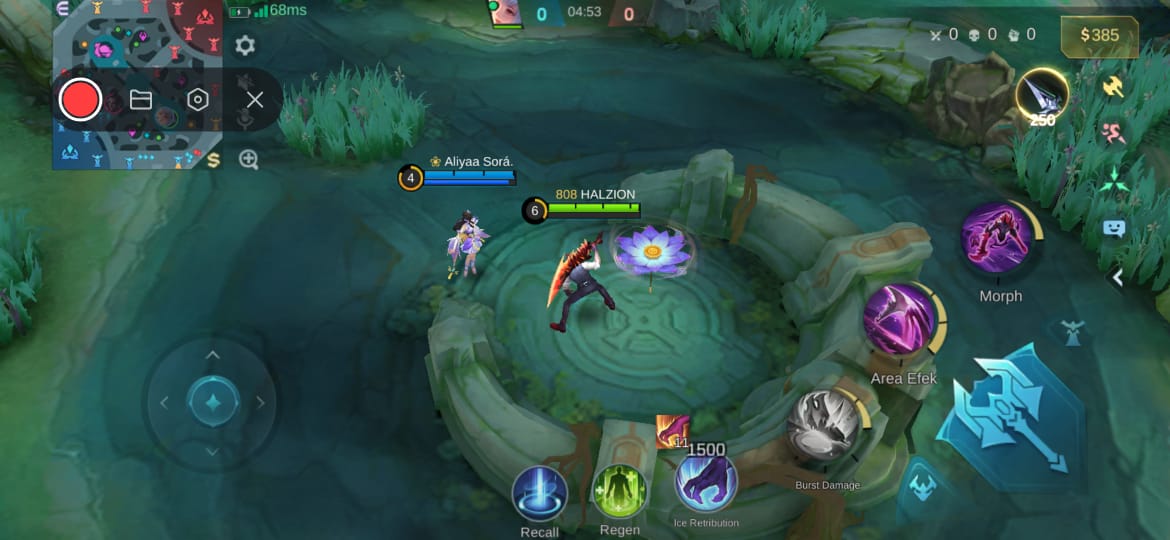 68ms
0 04:53 0
0 0 0
$385
250
Aliyaa Sorá.
4
808 HALZION
6
Morph
Area Efek
11
1500
Burst Damage
Ice Retribution
Recall
Regen